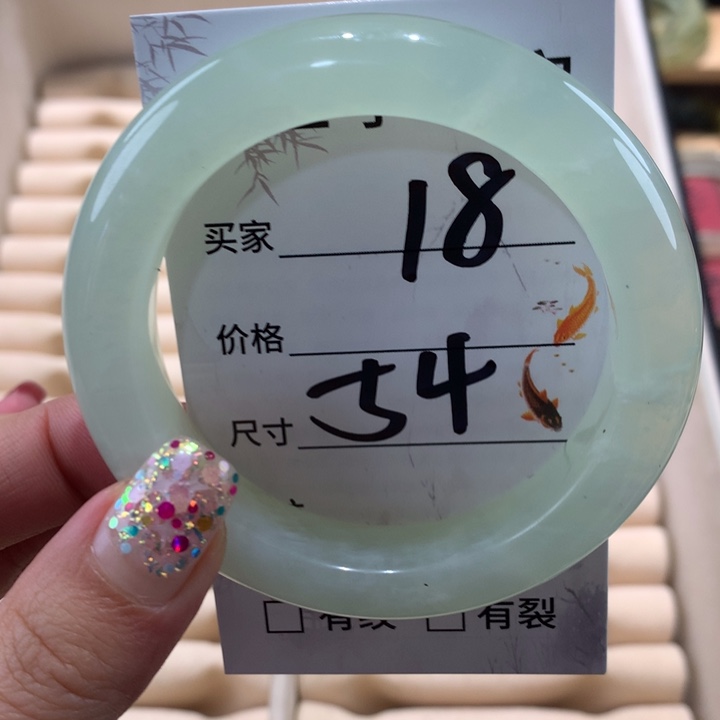 买家 18
价格
尺寸 54
有纹 有裂